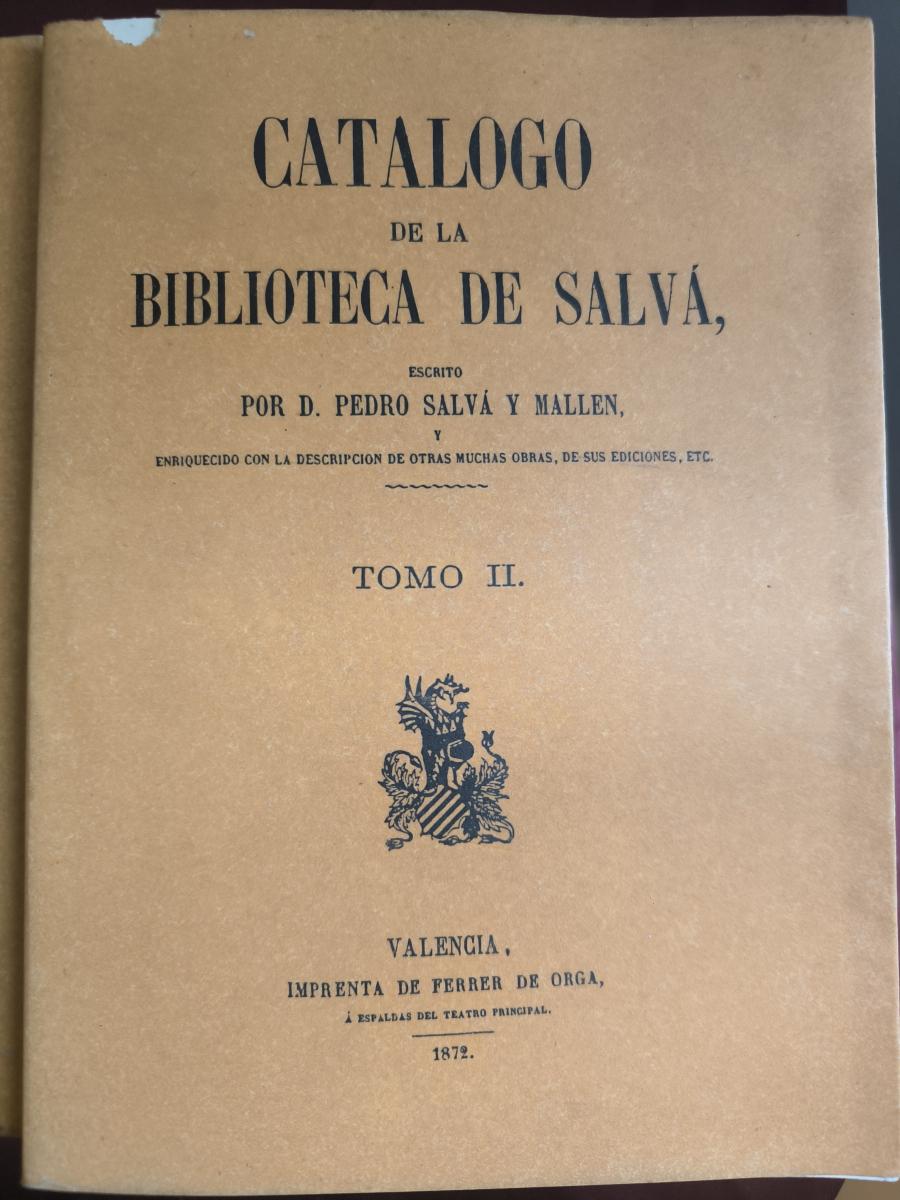 CATALOGO
DE LA
BIBLIOTECA DE SALVÁ,
ESCRITO
POR D. PEDRO SALVÁ Y MALLEN,
Y
ENRIQUECIDO CON LA DESCRIPCION DE OTRAS MUCHAS OBRAS, DE SUS EDICIONES, ETC.
TOMO II.
VALENCIA,
IMPRENTA DE FERRER DE ORGA,
Á ESPALDAS DEL TEATRO PRINCIPAL.
1872.